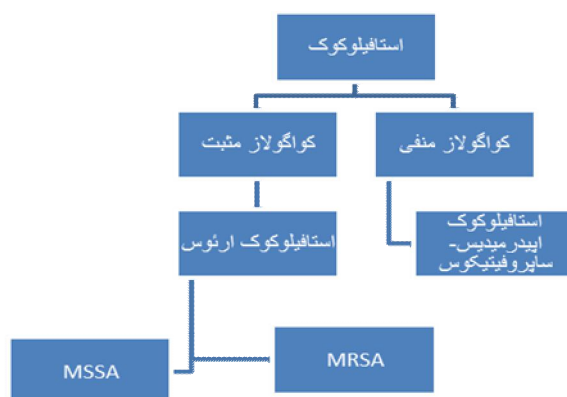 استافیلوکوک
کواگولاز مثبت
کواگولاز منفی
استافیلوکوک ارئوس
استافیلوکوک
اپیدرمیدیس-
ساپروفیتیکوس
MSSA
MRSA